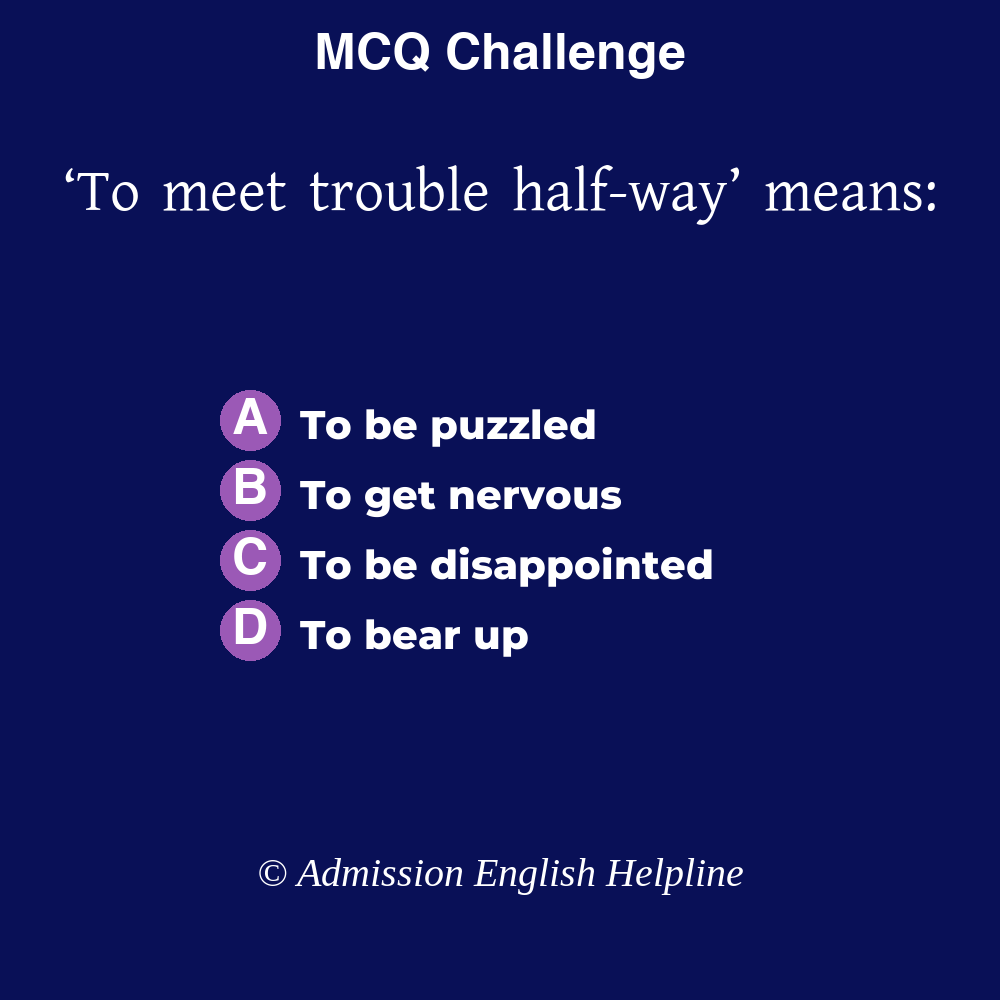 MCQ Challenge
‘To meet trouble half-way’ means:
A To be puzzled
B To get nervous
C To be disappointed
D To bear up
© Admission English Helpline